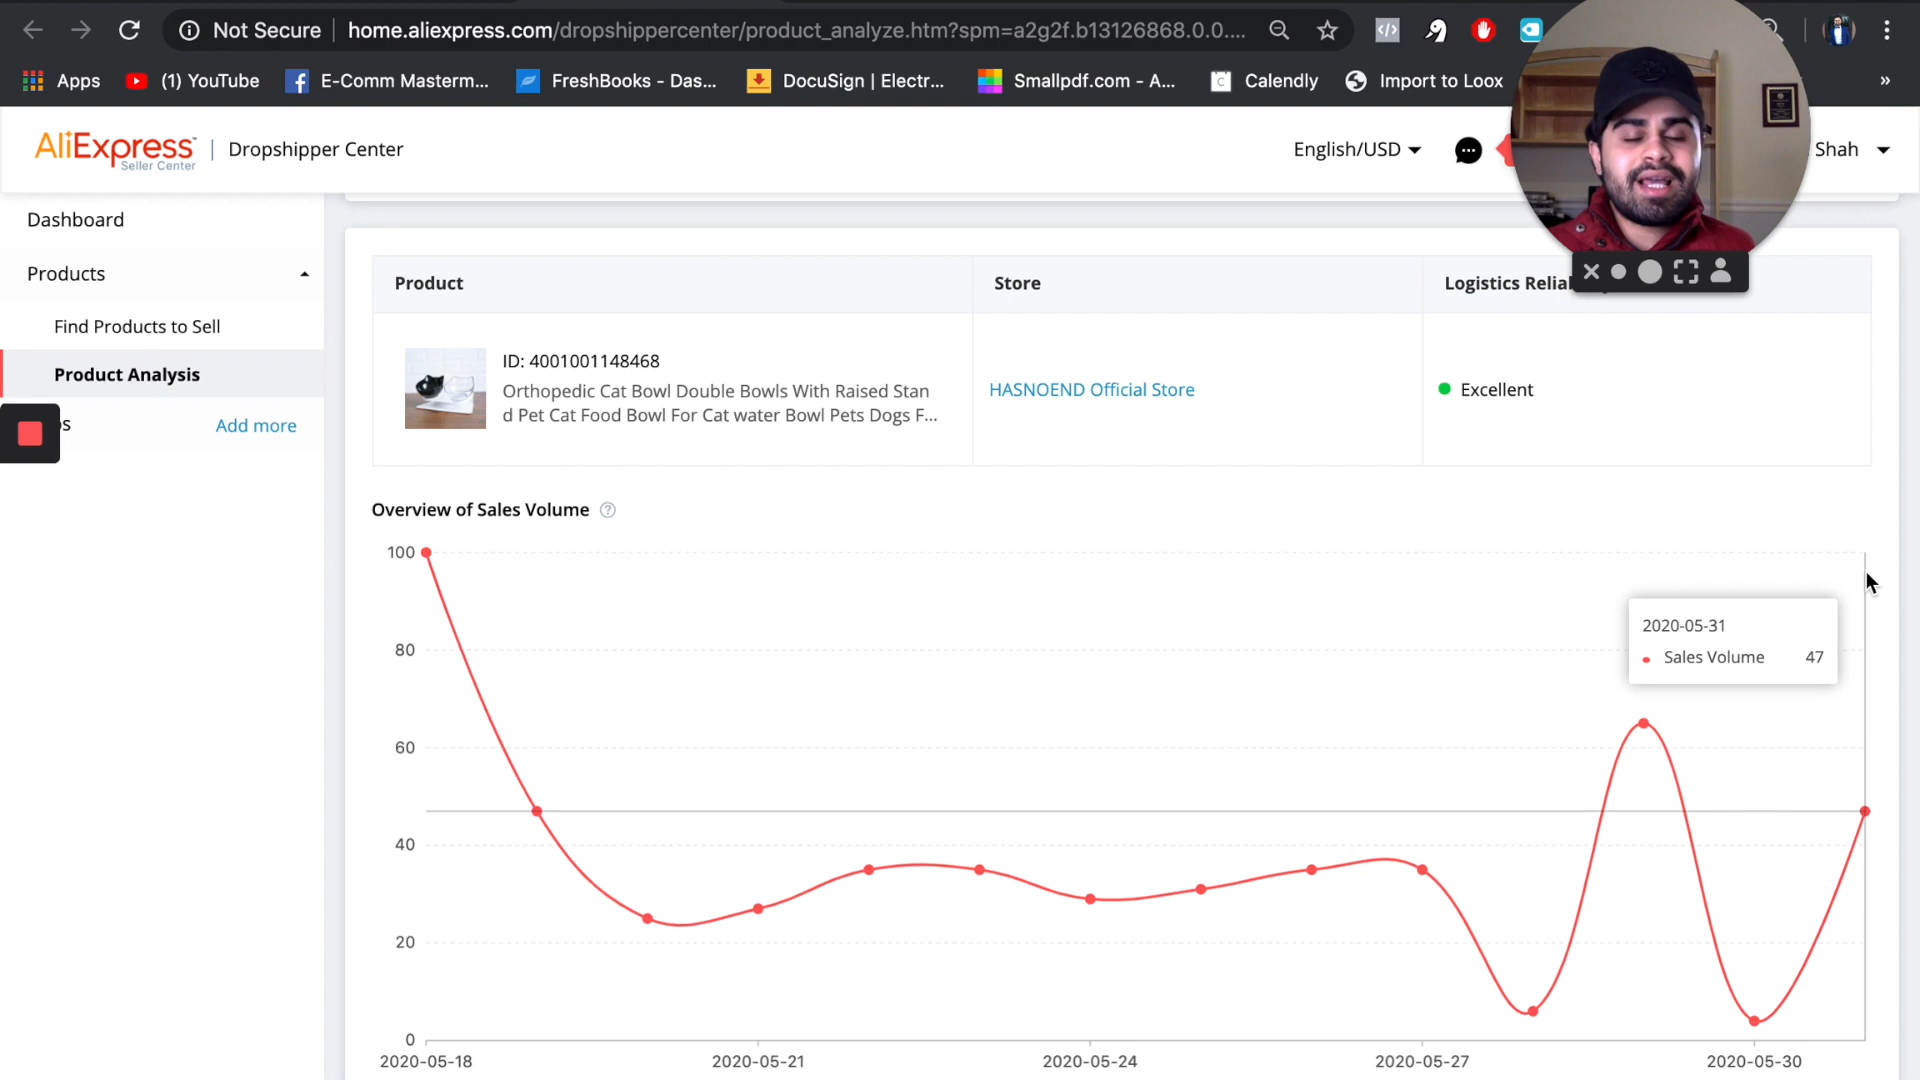 Not Secure
home.aliexpress.com/dropshippercenter/product_analyze.htm?spm=a2g2f.b13126868.0.0....
Apps
(1) YouTube
E-Comm Masterm...
FreshBooks - Das...
DocuSign | Electr...
Smallpdf.com - A...
Calendly
Import to Loox
»
AliExpress
Seller Center
Dropshipper Center
English/USD
Shah
Dashboard
Products
Find Products to Sell
Product Analysis
Add more
Product
Store
Logistics Relia
ID: 4001001148468
Orthopedic Cat Bowl Double Bowls With Raised Stan
d Pet Cat Food Bowl For Cat water Bowl Pets Dogs F...
HASNOEND Official Store
Excellent
Overview of Sales Volume
100
80
60
40
20
0
2020-05-31
Sales Volume 47
2020-05-18
2020-05-21
2020-05-24
2020-05-27
2020-05-30